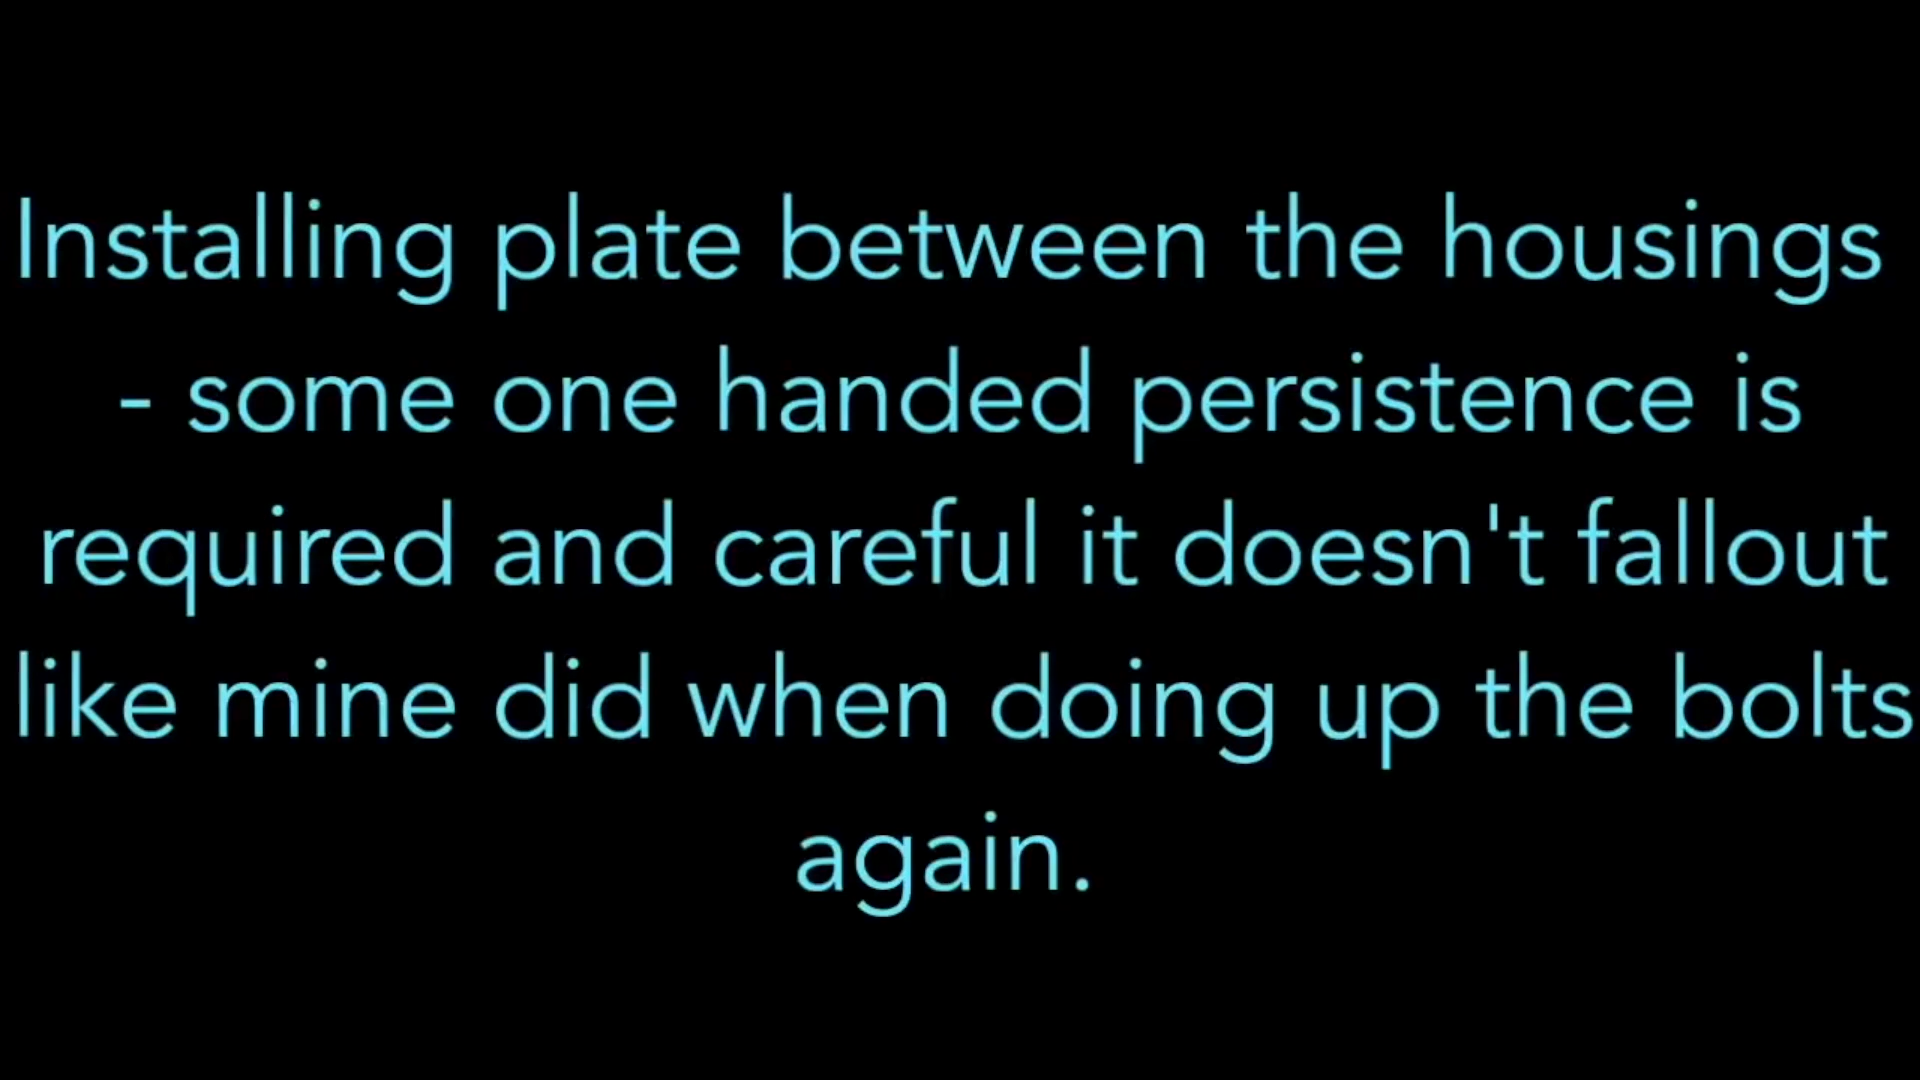 Installing plate between the housings
- some one handed persistence is
required and careful it doesn't fallout
like mine did when doing up the bolts
again.